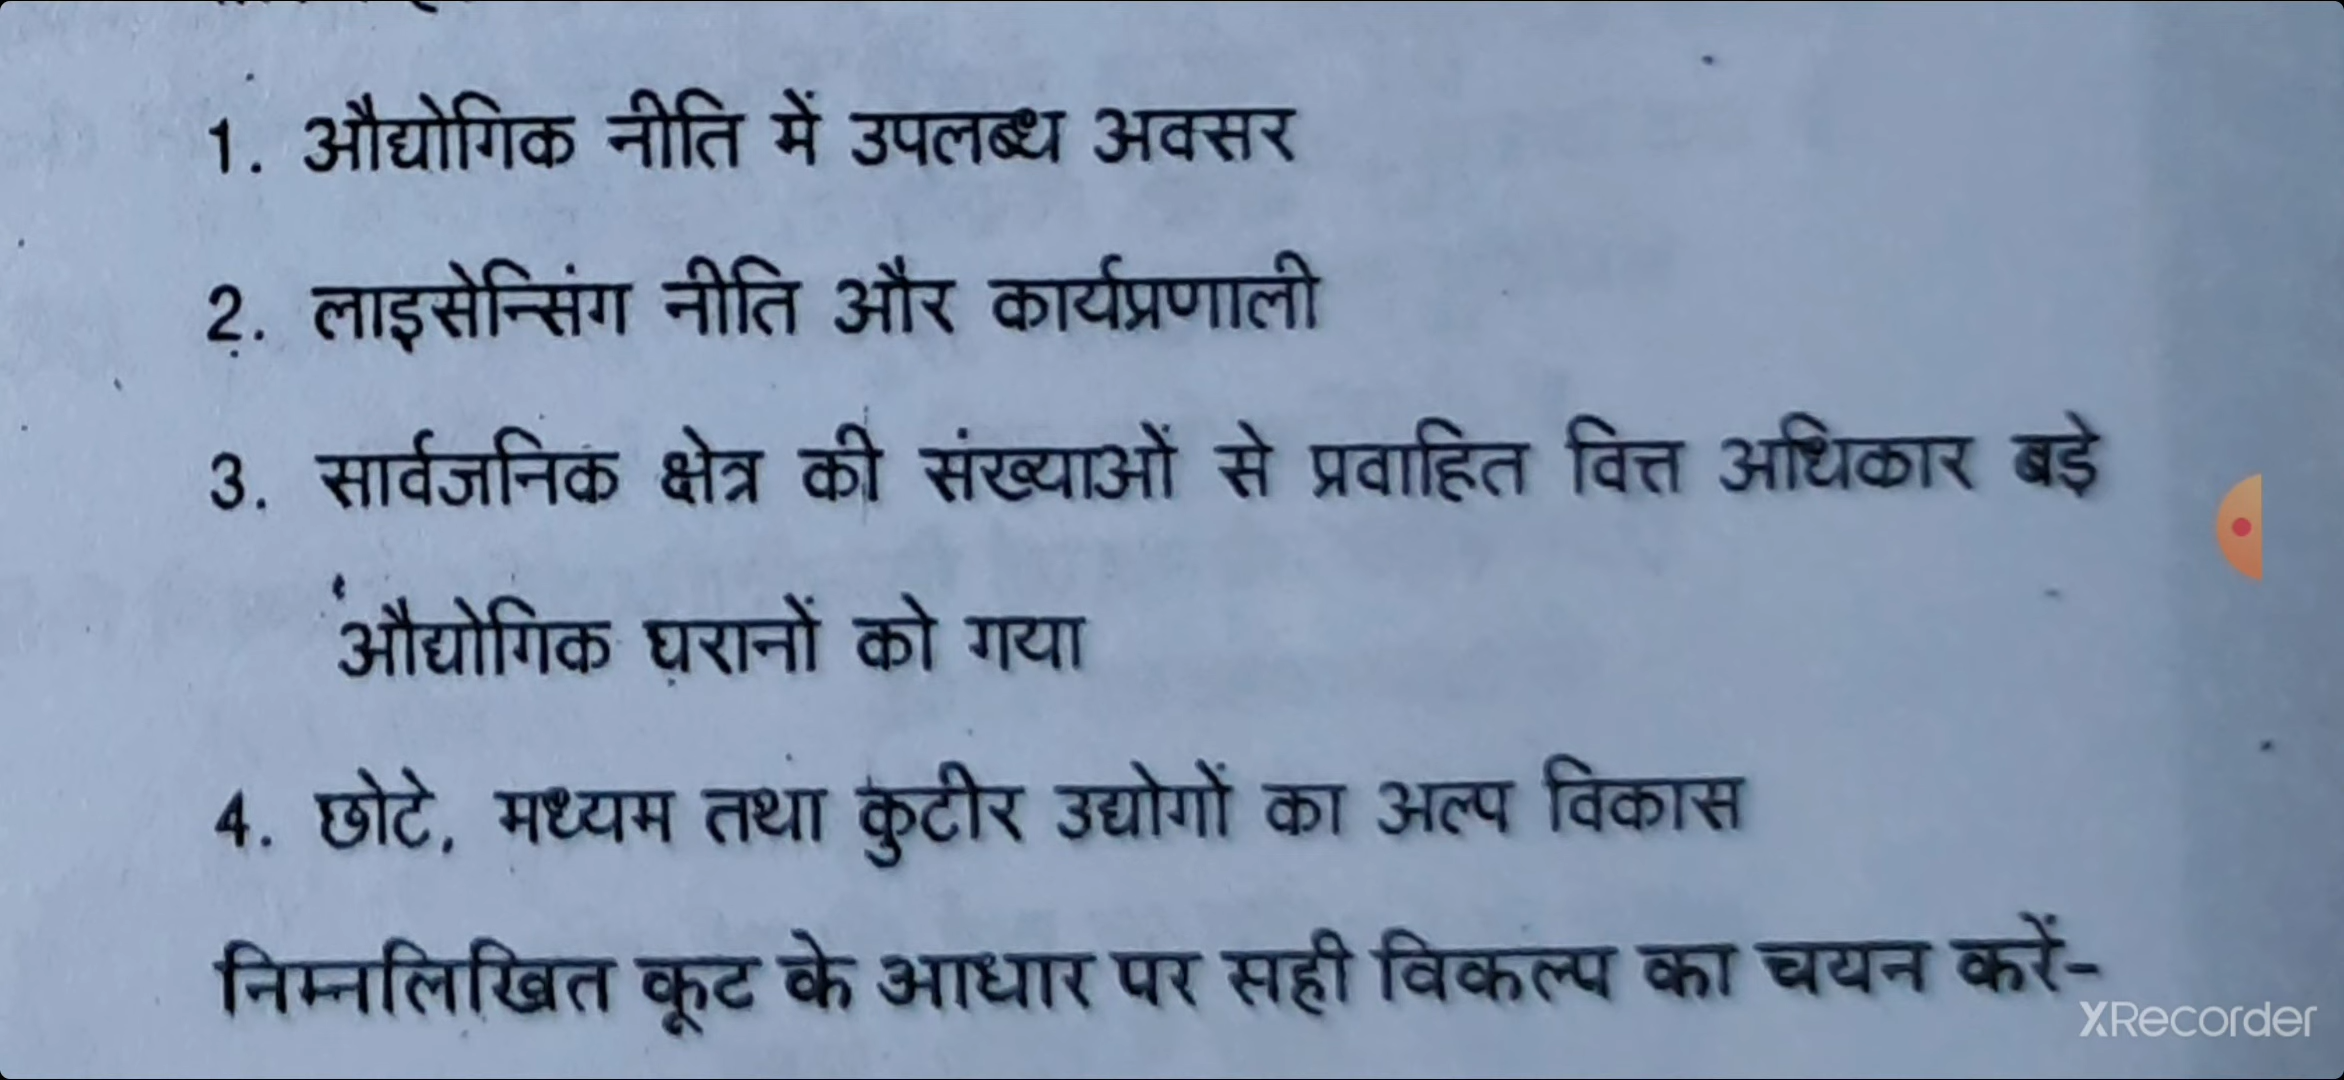 1. औद्योगिक नीति में उपलब्ध अवसर
2. लाइसेन्सिंग नीति और कार्यप्रणाली
3. सार्वजनिक क्षेत्र की संख्याओं से प्रवाहित वित्त अधिकार बड़े
औद्योगिक घरानों को गया
4. छोटे, मध्यम तथा कुटीर उद्योगों का अल्प विकास
निम्नलिखित कूट के आधार पर सही विकल्प का चयन करें-
XRecorder